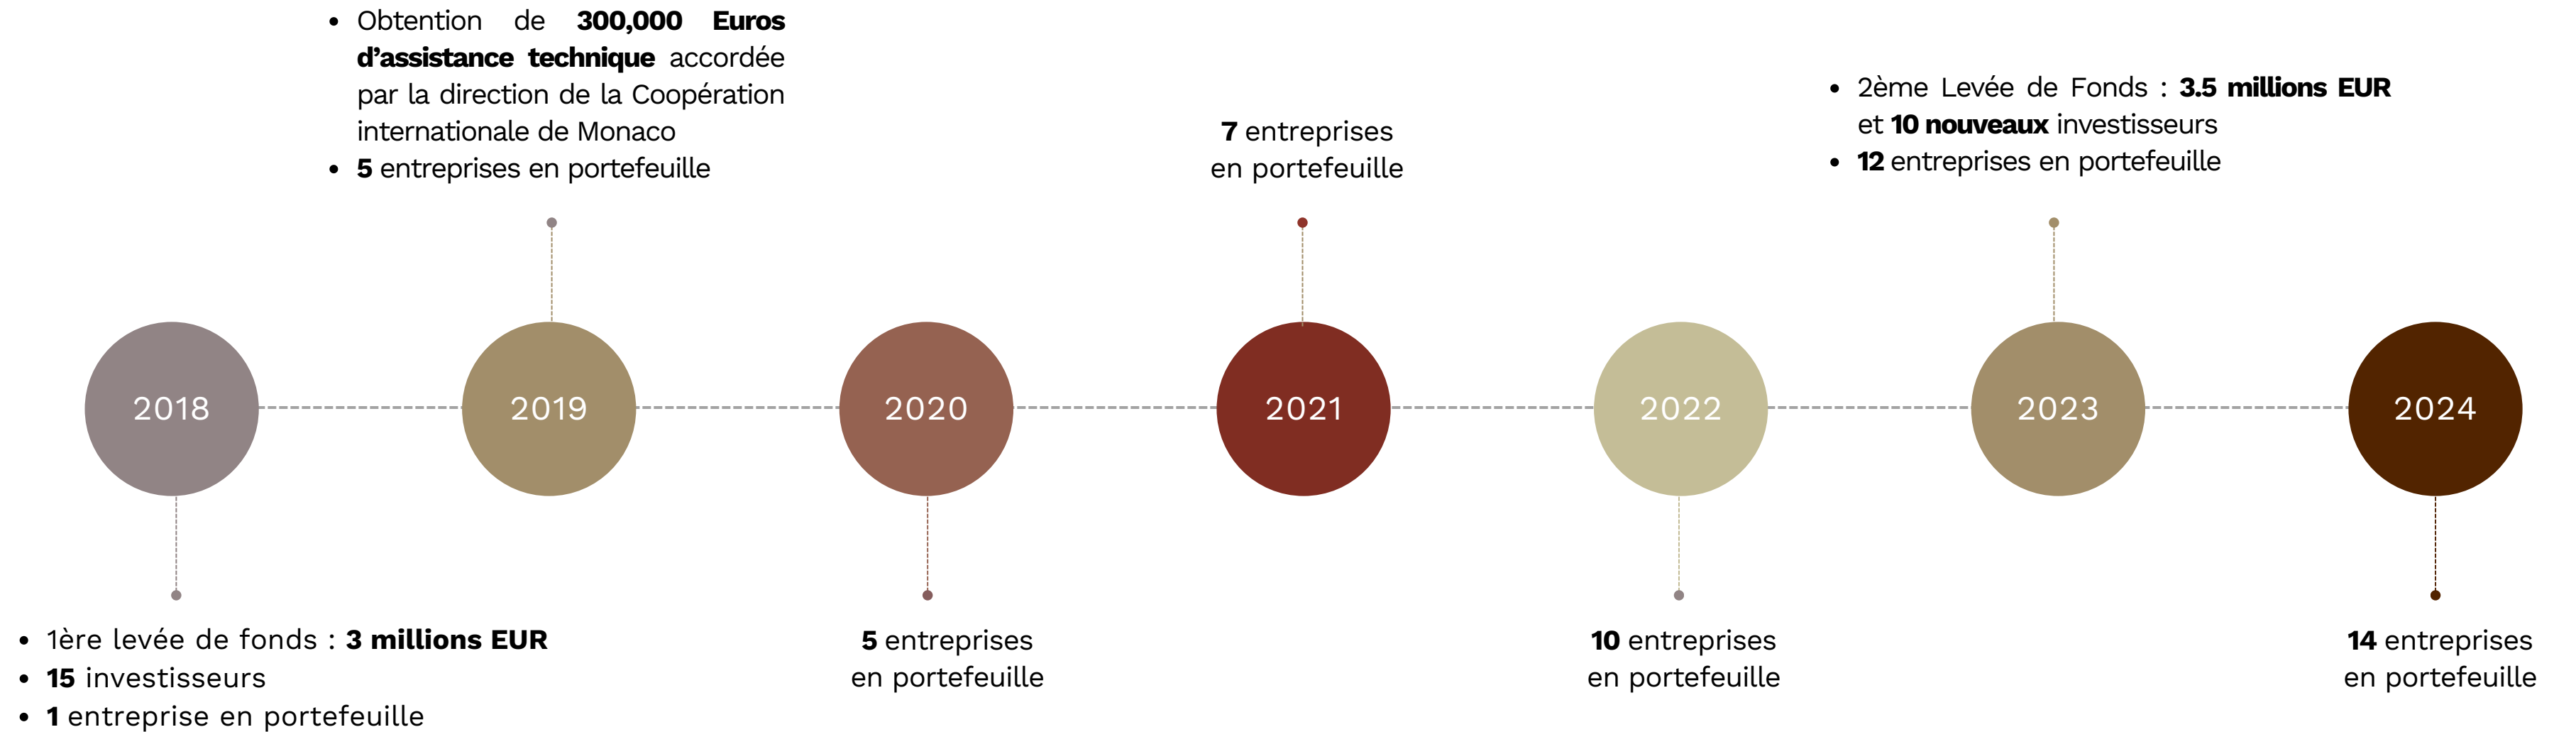 • Obtention de 300,000 Euros
d’assistance technique accordée
par la direction de la Coopération
internationale de Monaco
• 5 entreprises en portefeuille
7 entreprises
en portefeuille
• 2ème Levée de Fonds : 3.5 millions EUR
et 10 nouveaux investisseurs
• 12 entreprises en portefeuille
2018
2019
2020
2021
2022
2023
2024
• 1ère levée de fonds : 3 millions EUR
• 15 investisseurs
• 1 entreprise en portefeuille
5 entreprises
en portefeuille
10 entreprises
en portefeuille
14 entreprises
en portefeuille